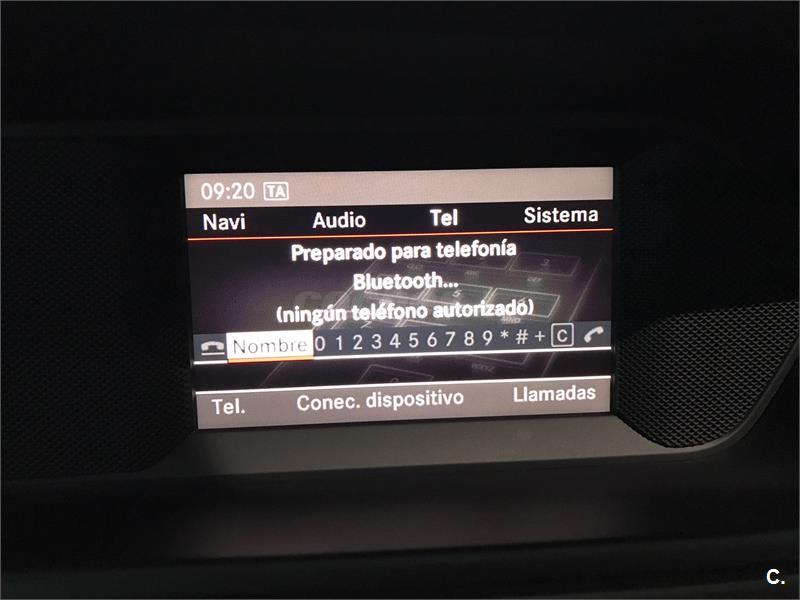 09:20 TA
Navi Audio Tel Sistema
Preparado para telefonía
Bluetooth...
(ningún teléfono autorizado)
Nombre 0 1 2 3 4 5 6 7 8 9 * # + C
Tel. Conec. dispositivo Llamadas
C.